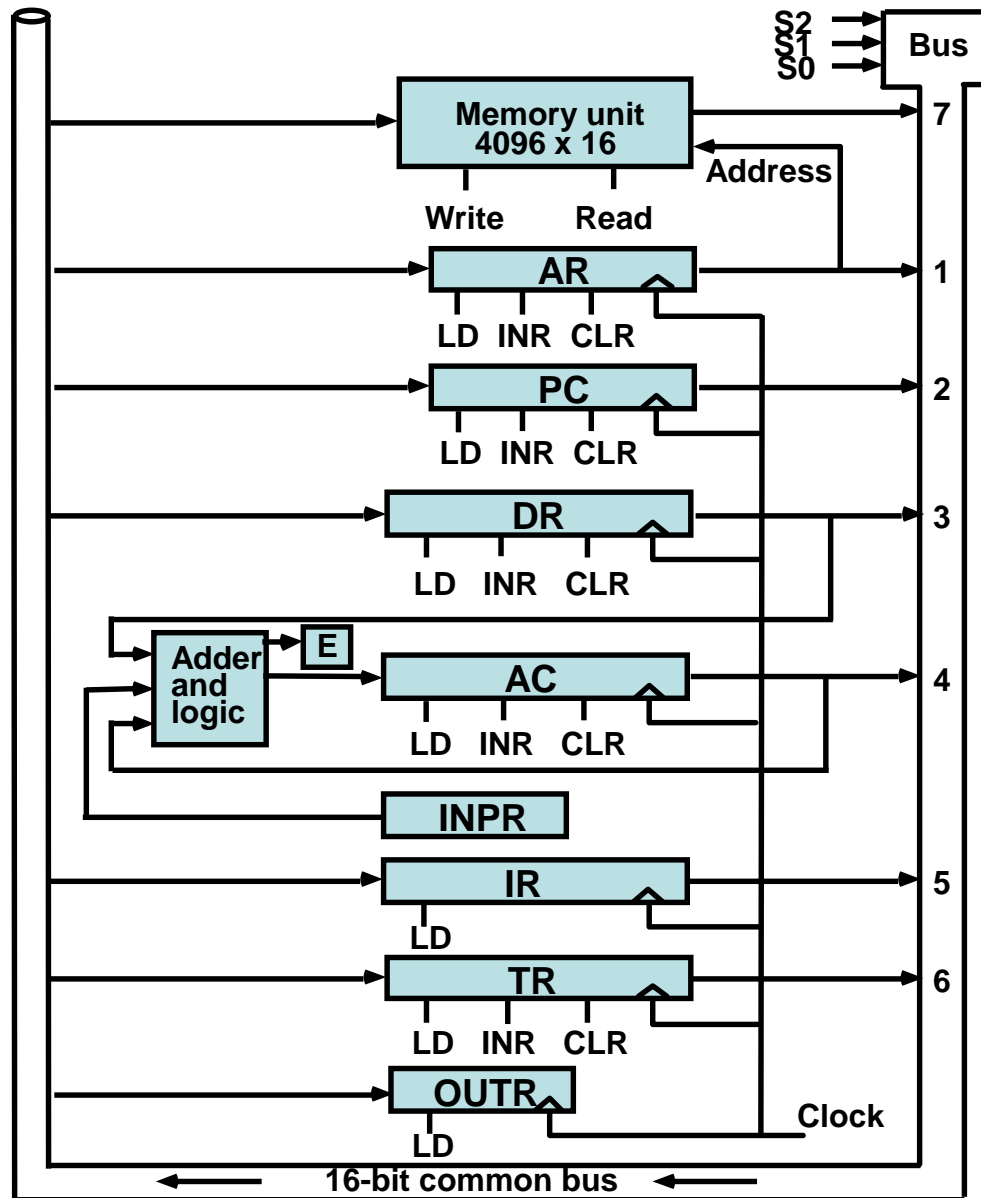 S2
S1
S0
Bus
Memory unit
4096 x 16
7
Address
Write Read
AR
1
LD INR CLR
PC
2
LD INR CLR
DR
3
LD INR CLR
E
Adder
and
logic
AC
4
LD INR CLR
INPR
IR
5
LD
TR
6
LD INR CLR
OUTR
LD
Clock
16-bit common bus